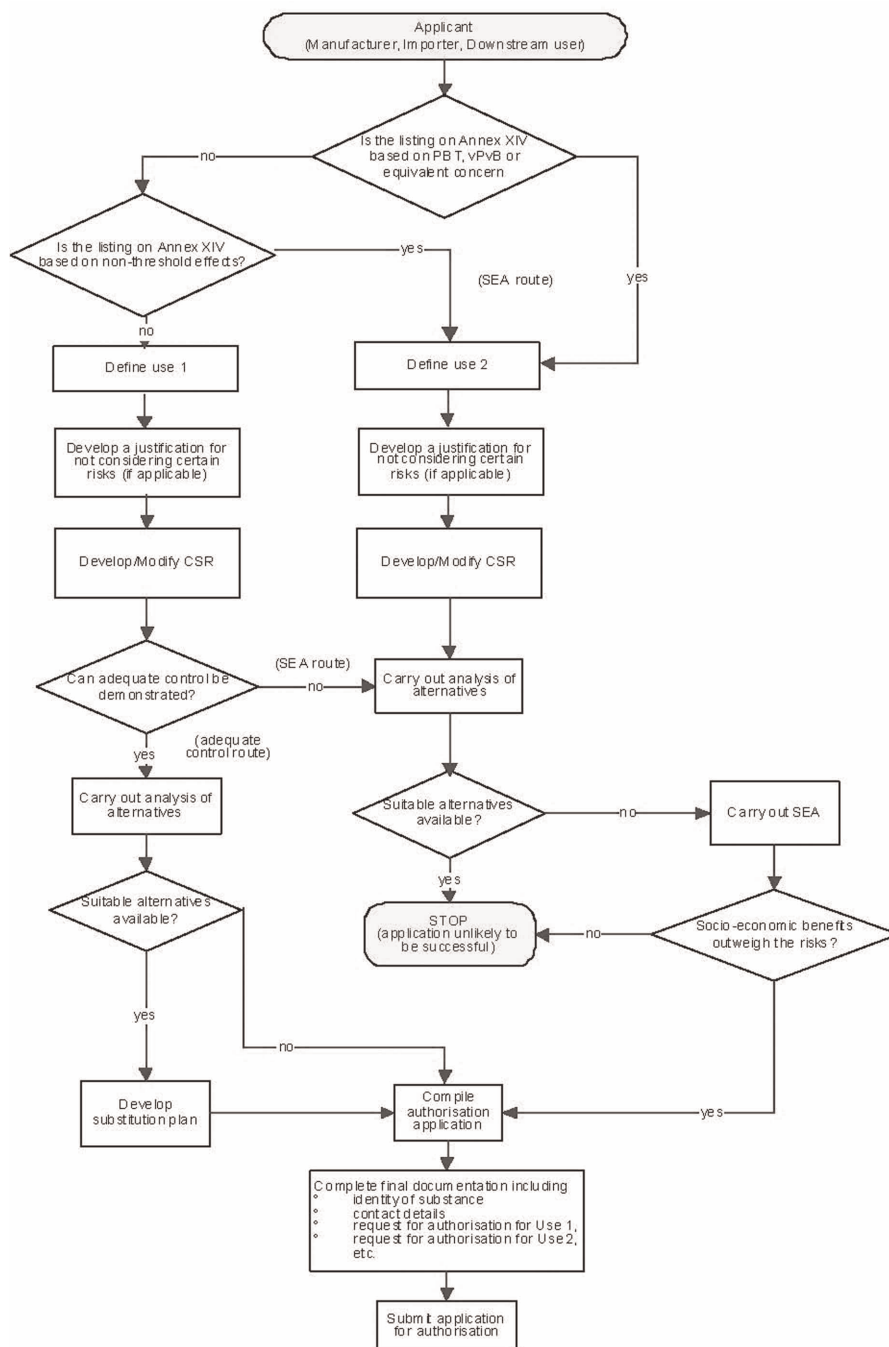 Applicant
(Manufacturer, Importer, Downstream user)
Is the listing on Annex XIV
based on PBT, vPvB or
equivalent concern
no
Is the listing on Annex XIV
based on non-threshold effects?
yes
(SEA route)
yes
no
Define use 1
Define use 2
Develop a justification for
not considering certain
risks (if applicable)
Develop a justification for
not considering certain
risks (if applicable)
Develop/Modify CSR
Develop/Modify CSR
Can adequate control be
demonstrated?
(SEA route)
no
Carry out analysis of
alternatives
yes
(adequate
control route)
Carry out analysis of
alternatives
Suitable alternatives
available?
no
Carry out SEA
yes
Suitable alternatives
available?
STOP
(application unlikely to
be successful)
no
Socio-economic benefits
outweigh the risks?
yes
no
Develop
substitution plan
Compile
authorisation
application
yes
Complete final documentation including
° identity of substance
° contact details
° request for authorisation for Use 1,
° request for authorisation for Use 2,
etc.
Submit application
for authorisation